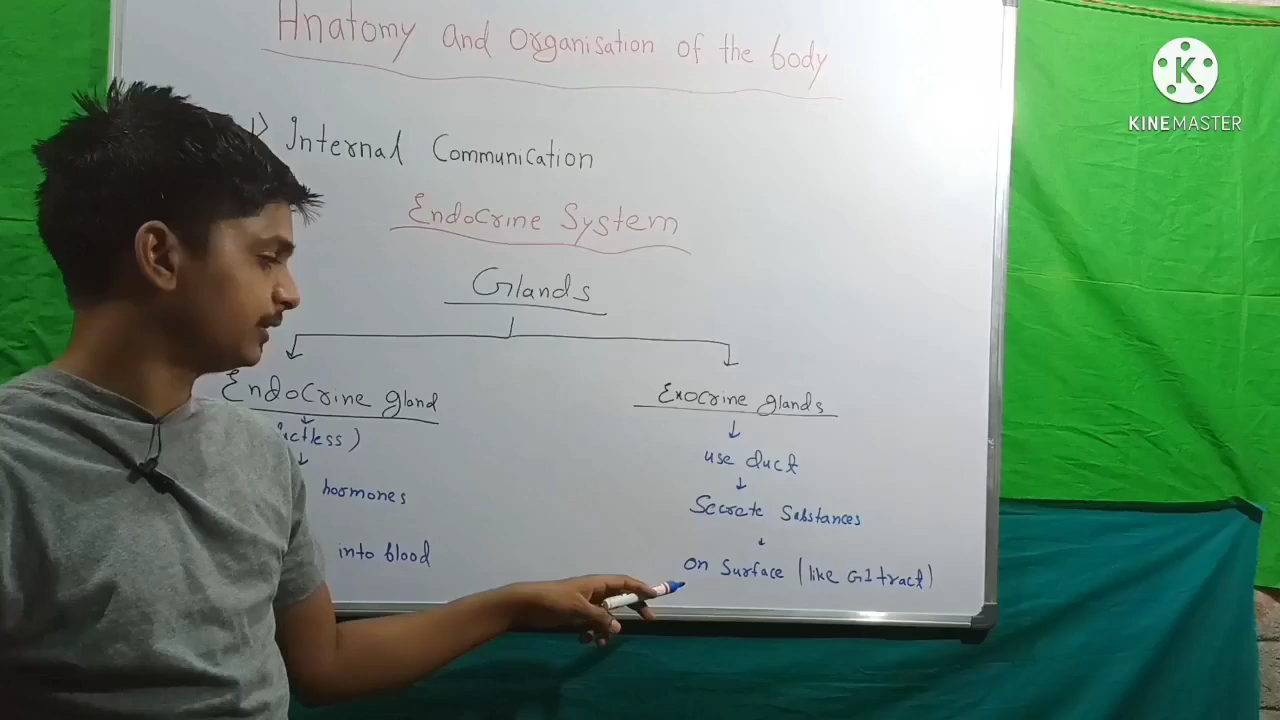 Anatomy and organisation of the body
KINEMASTER
Internal Communication
Endocrine System
Glands
Endocrine gland
Exocrine glands
use duct
hormones
Secrete Substances
into blood
on Surface (like GI tract)